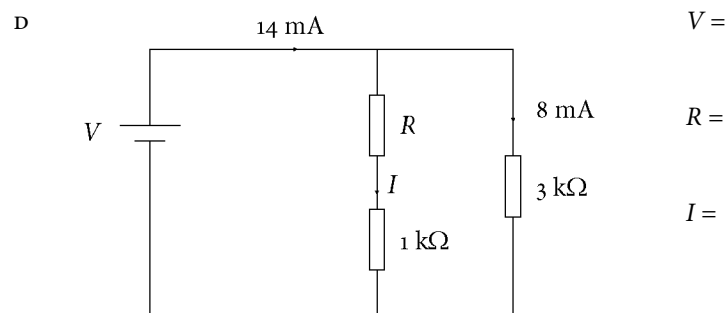 D
14 mA
V =
V
R
8 mA
R =
I
3 kΩ
1 kΩ
I =